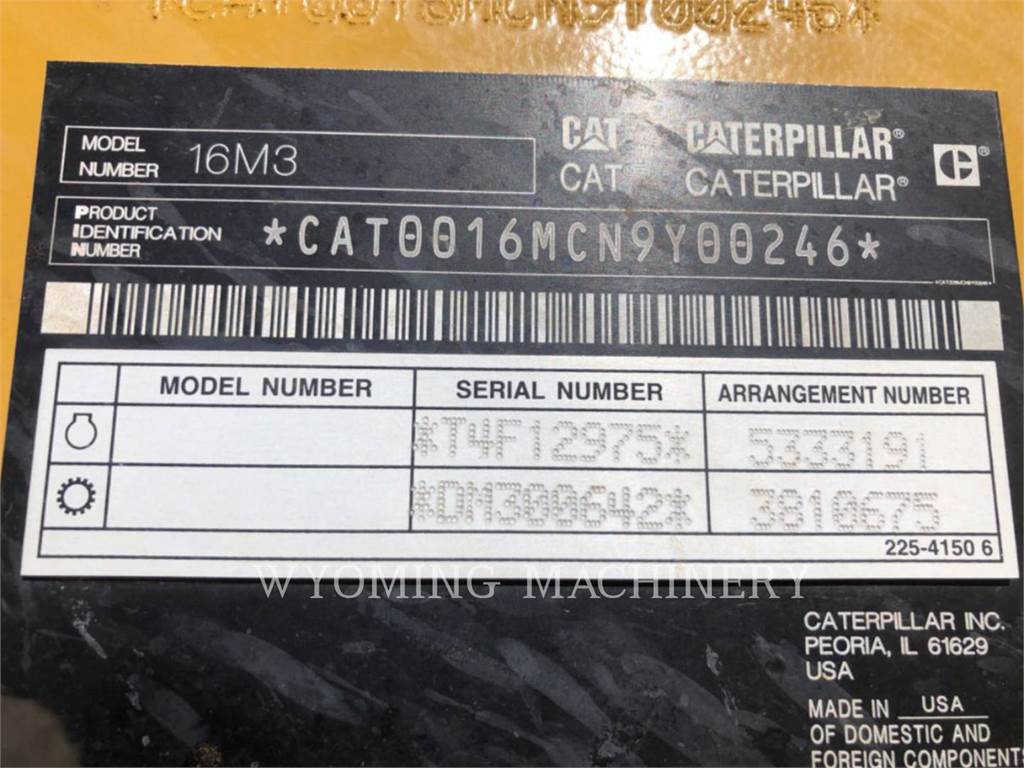 *CAT0016MCN9Y00246*
MODEL
NUMBER 16M3
CAT CATERPILLAR®
CAT CATERPILLAR®
PRODUCT
IDENTIFICATION
NUMBER *CAT0016MCN9Y00246*
*CAT0016MCN9Y00246*
MODEL NUMBER SERIAL NUMBER ARRANGEMENT NUMBER
*T4F12975* 5333191
*DM300642* 3810675
225-4150 6
WYOMING MACHINERY
CATERPILLAR INC.
PEORIA, IL 61629
USA
MADE IN USA
OF DOMESTIC AND
FOREIGN COMPONENTS